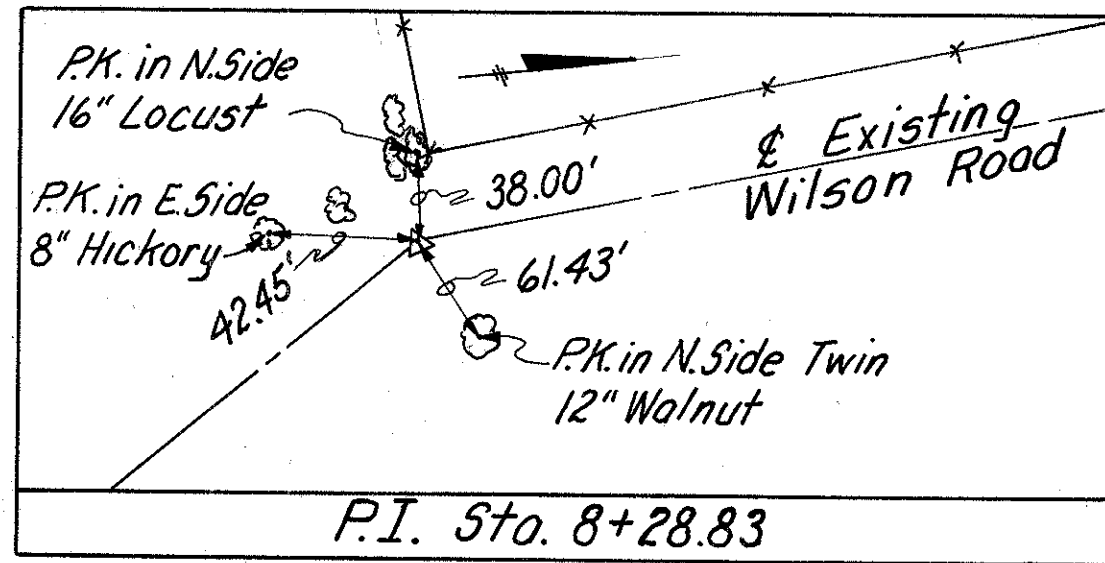 P.K. in N. Side
16" Locust
38.00'
℄ Existing
Wilson Road
P.K. in E. Side
8" Hickory
42.45'
61.43'
P.K. in N. Side Twin
12" Walnut
P.I. Sta. 8+28.83